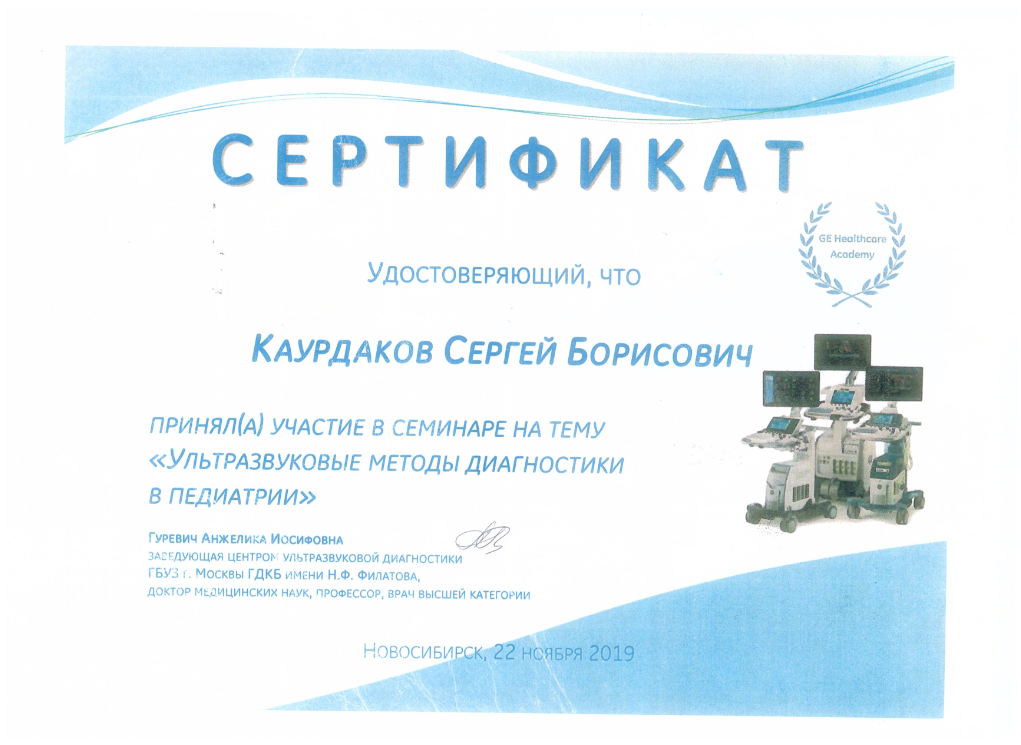 СЕРТИФИКАТ
GE Healthcare
Academy
Удостоверяющий, что
Каурдаков Сергей Борисович
принял(а) участие в семинаре на тему
«Ультразвуковые методы диагностики
в педиатрии»
Гуревич Анжелика Иосифовна
заведующая центром ультразвуковой диагностики
ГБУЗ г. Москвы ГДКБ имени Н.Ф. Филатова,
доктор медицинских наук, профессор, врач высшей категории
Новосибирск, 22 ноября 2019